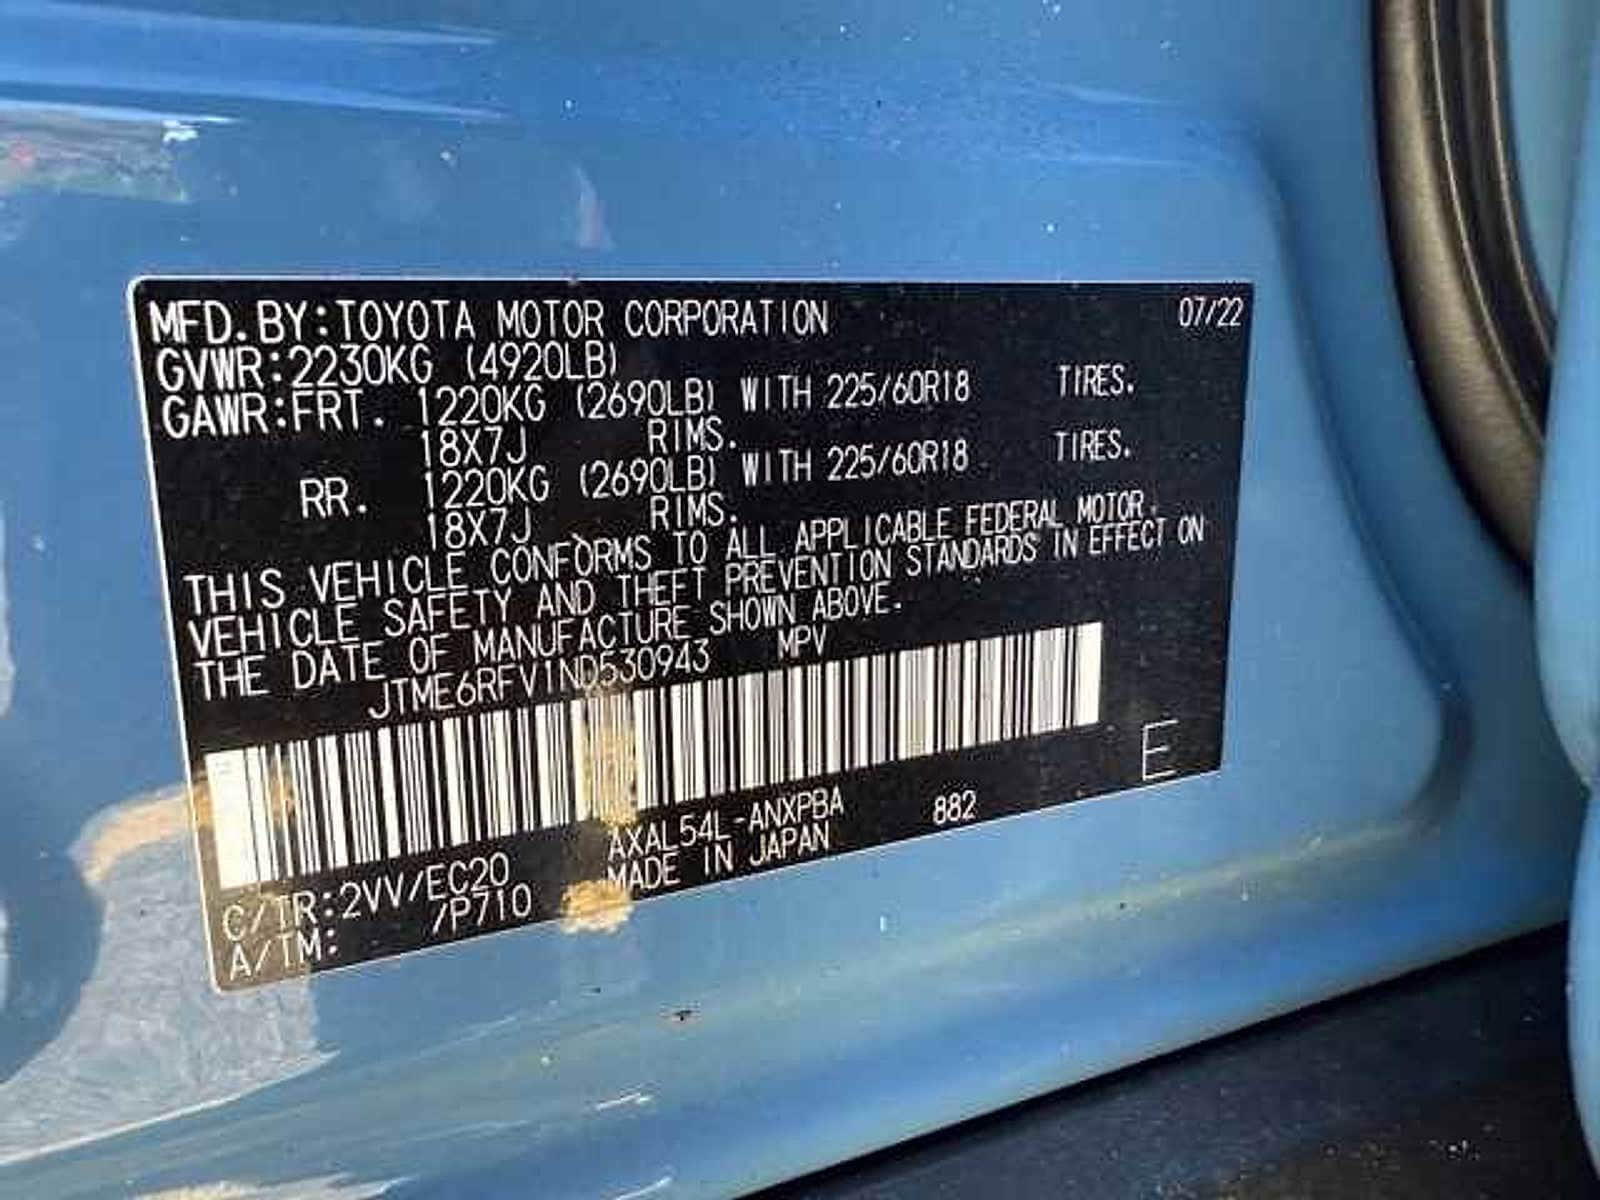 MFD.BY:TOYOTA MOTOR CORPORATION 07/22
GVWR:2230KG (4920LB)
GAWR:FRT. 1220KG (2690LB) WITH 225/60R18 TIRES.
18X7J RIMS.
RR. 1220KG (2690LB) WITH 225/60R18 TIRES.
18X7J RIMS.
THIS VEHICLE CONFORMS TO ALL APPLICABLE FEDERAL MOTOR
VEHICLE SAFETY AND THEFT PREVENTION STANDARDS IN EFFECT ON
THE DATE OF MANUFACTURE SHOWN ABOVE.
JTME6RFV1ND530943 MPV
E
AXAL54L-ANXPBA 882
C/TR:2VV/EC20 MADE IN JAPAN
A/TM: /P710